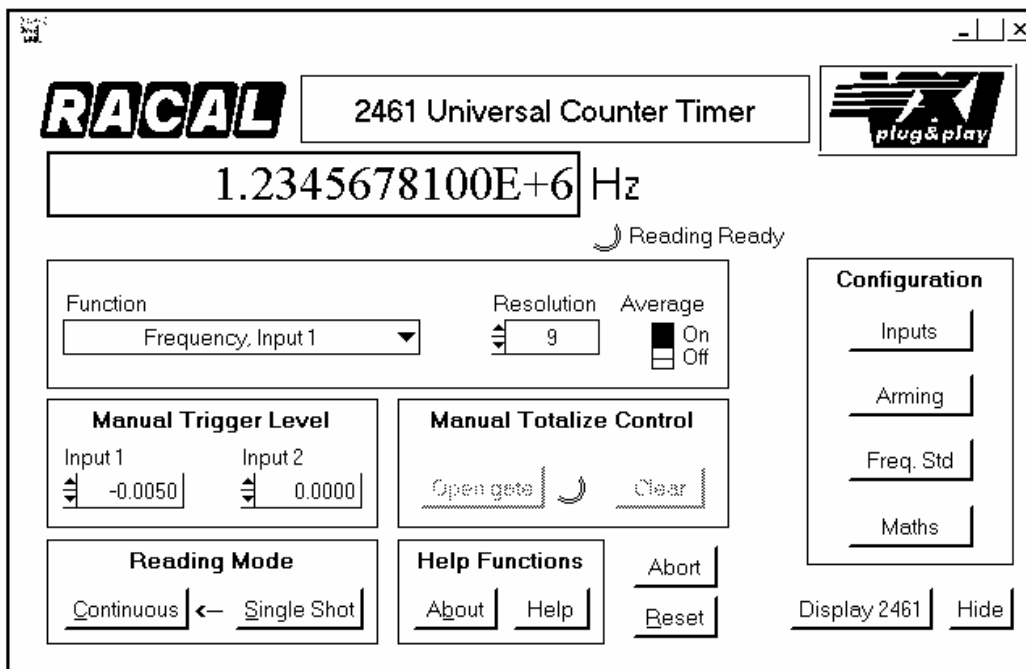 RACAL
2461 Universal Counter Timer
plug&play
1.2345678100E+6 Hz
Reading Ready
Function
Resolution
Average
Frequency, Input 1
9
On
Off
Configuration
Inputs
Arming
Freq. Std
Maths
Manual Trigger Level
Input 1
Input 2
-0.0050
0.0000
Manual Totalize Control
Open gate
Clear
Reading Mode
Continuous <– Single Shot
Help Functions
About
Help
Abort
Reset
Display 2461
Hide